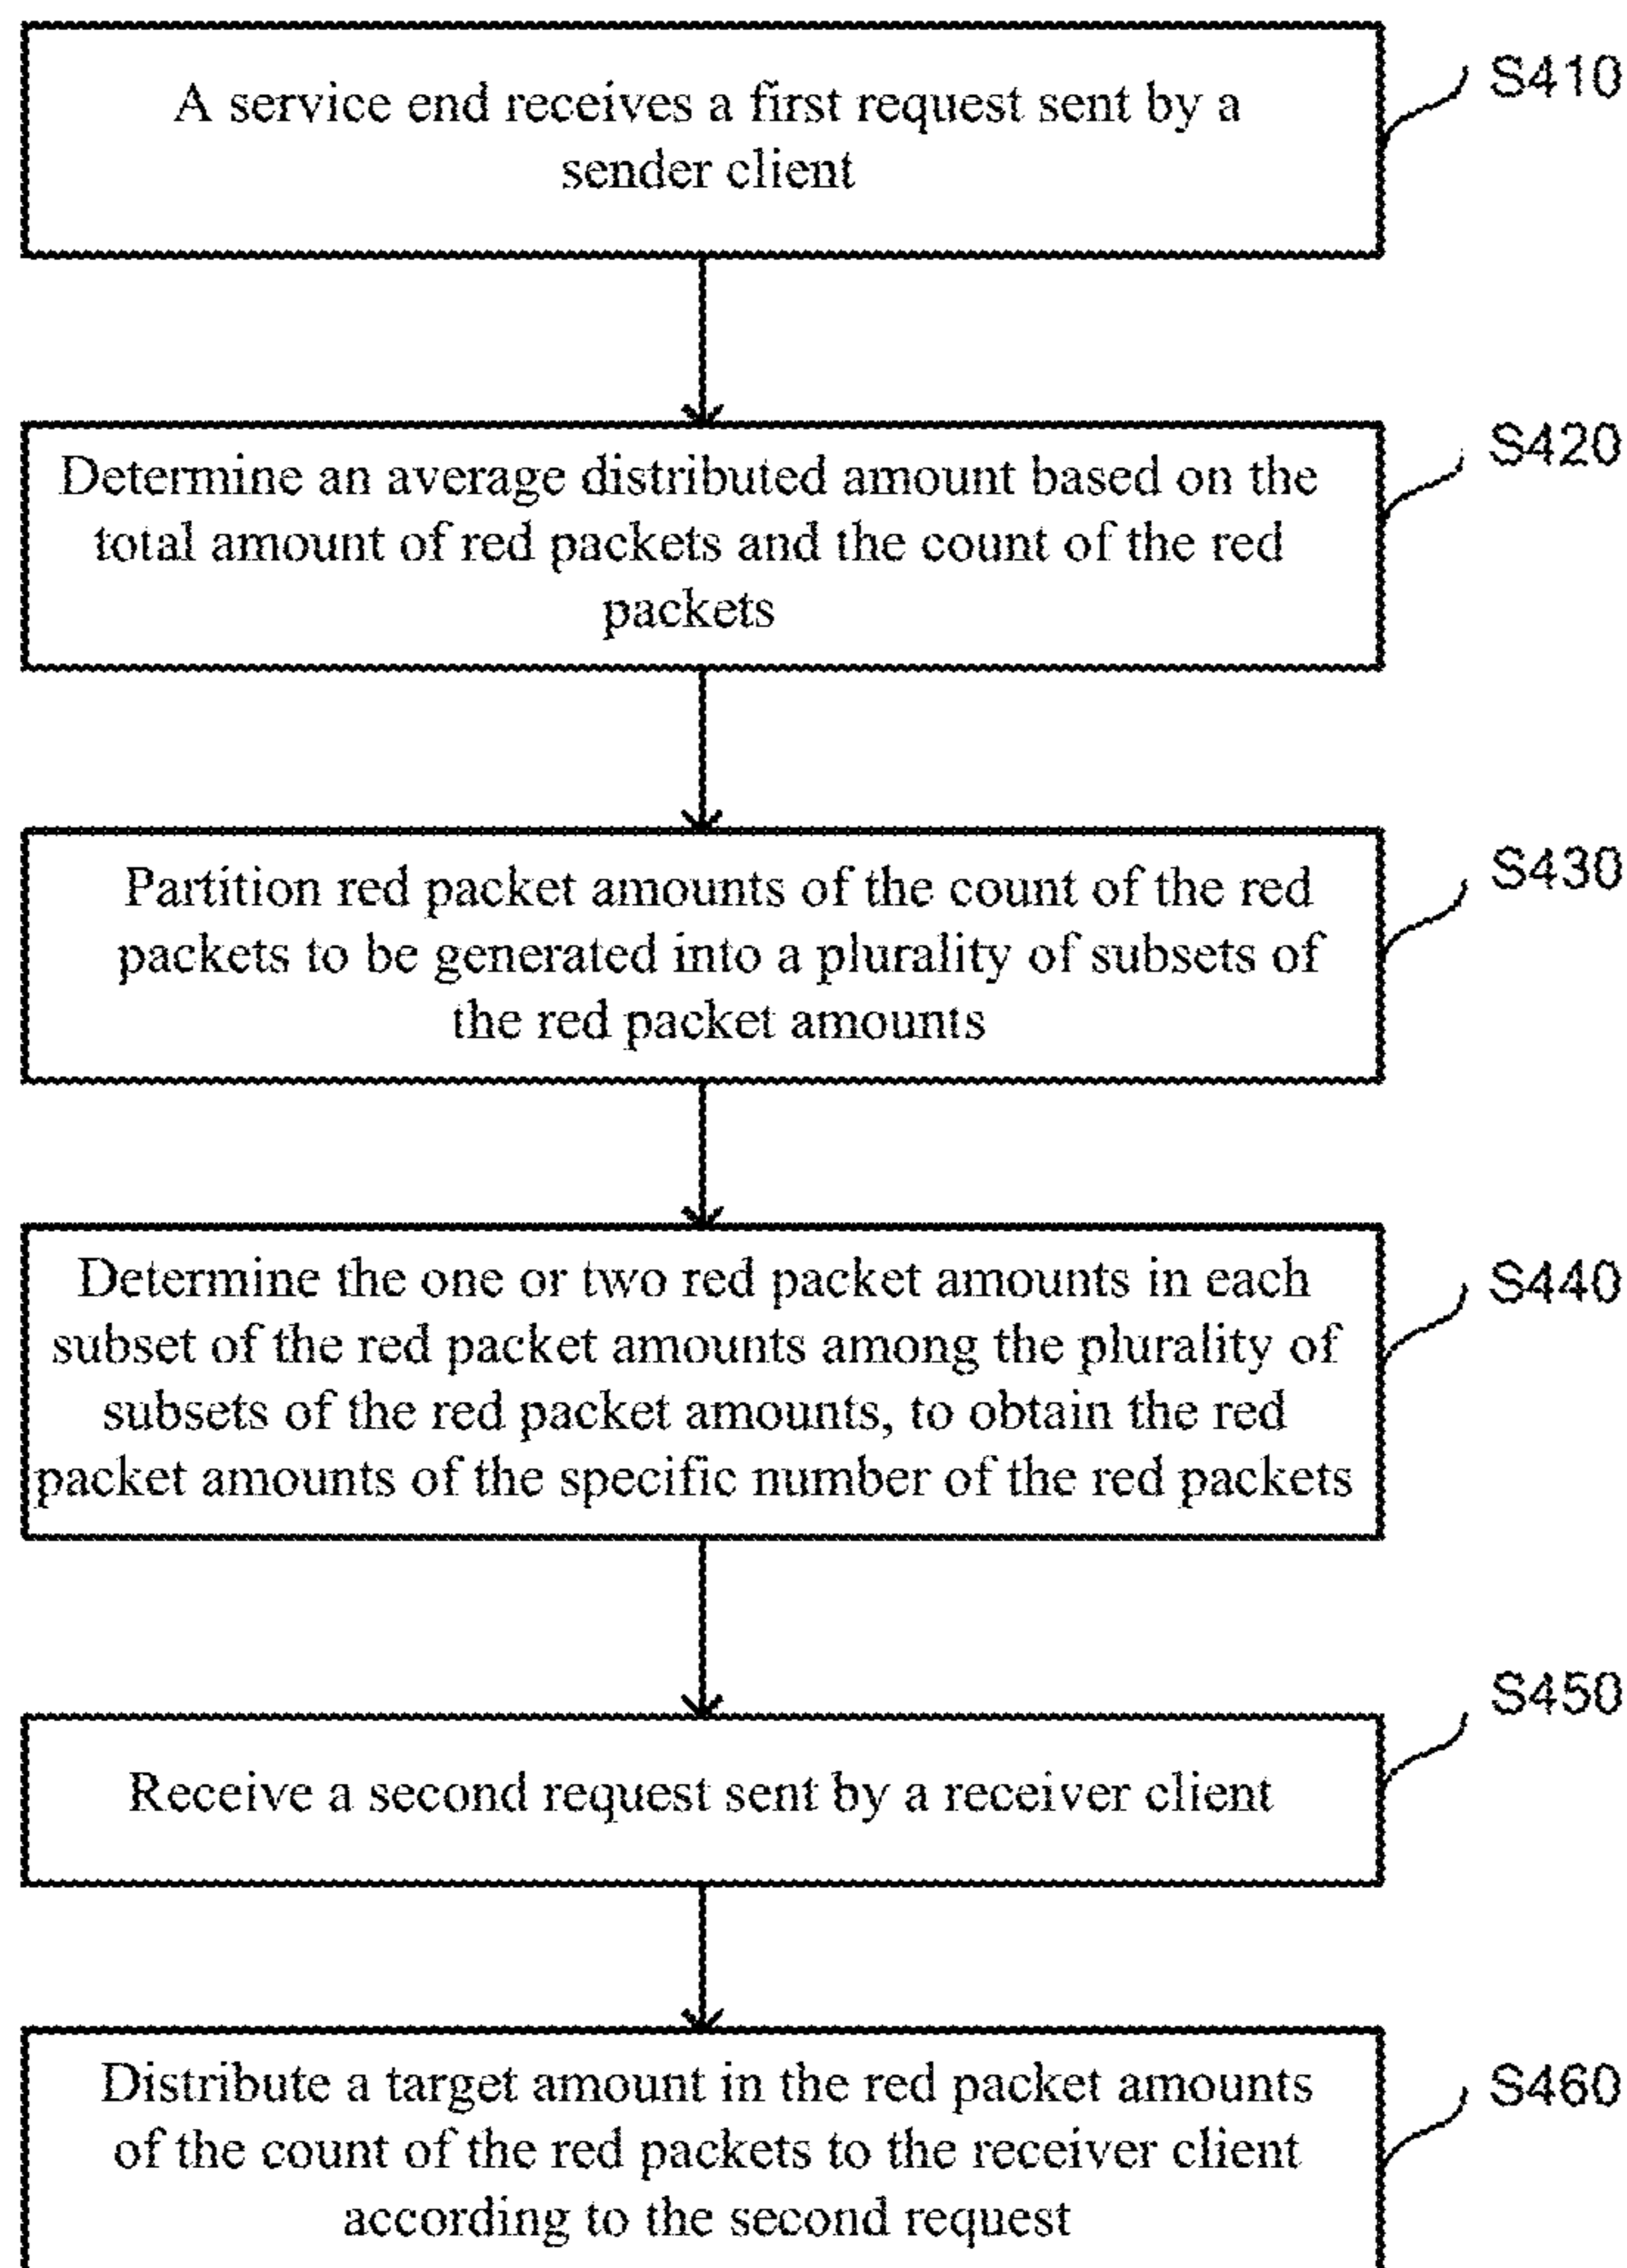 A service end receives a first request sent by a
sender client
S410
Determine an average distributed amount based on the
total amount of red packets and the count of the red
packets
S420
Partition red packet amounts of the count of the red
packets to be generated into a plurality of subsets of
the red packet amounts
S430
Determine the one or two red packet amounts in each
subset of the red packet amounts among the plurality of
subsets of the red packet amounts, to obtain the red
packet amounts of the specific number of the red packets
S440
Receive a second request sent by a receiver client
S450
Distribute a target amount in the red packet amounts
of the count of the red packets to the receiver client
according to the second request
S460